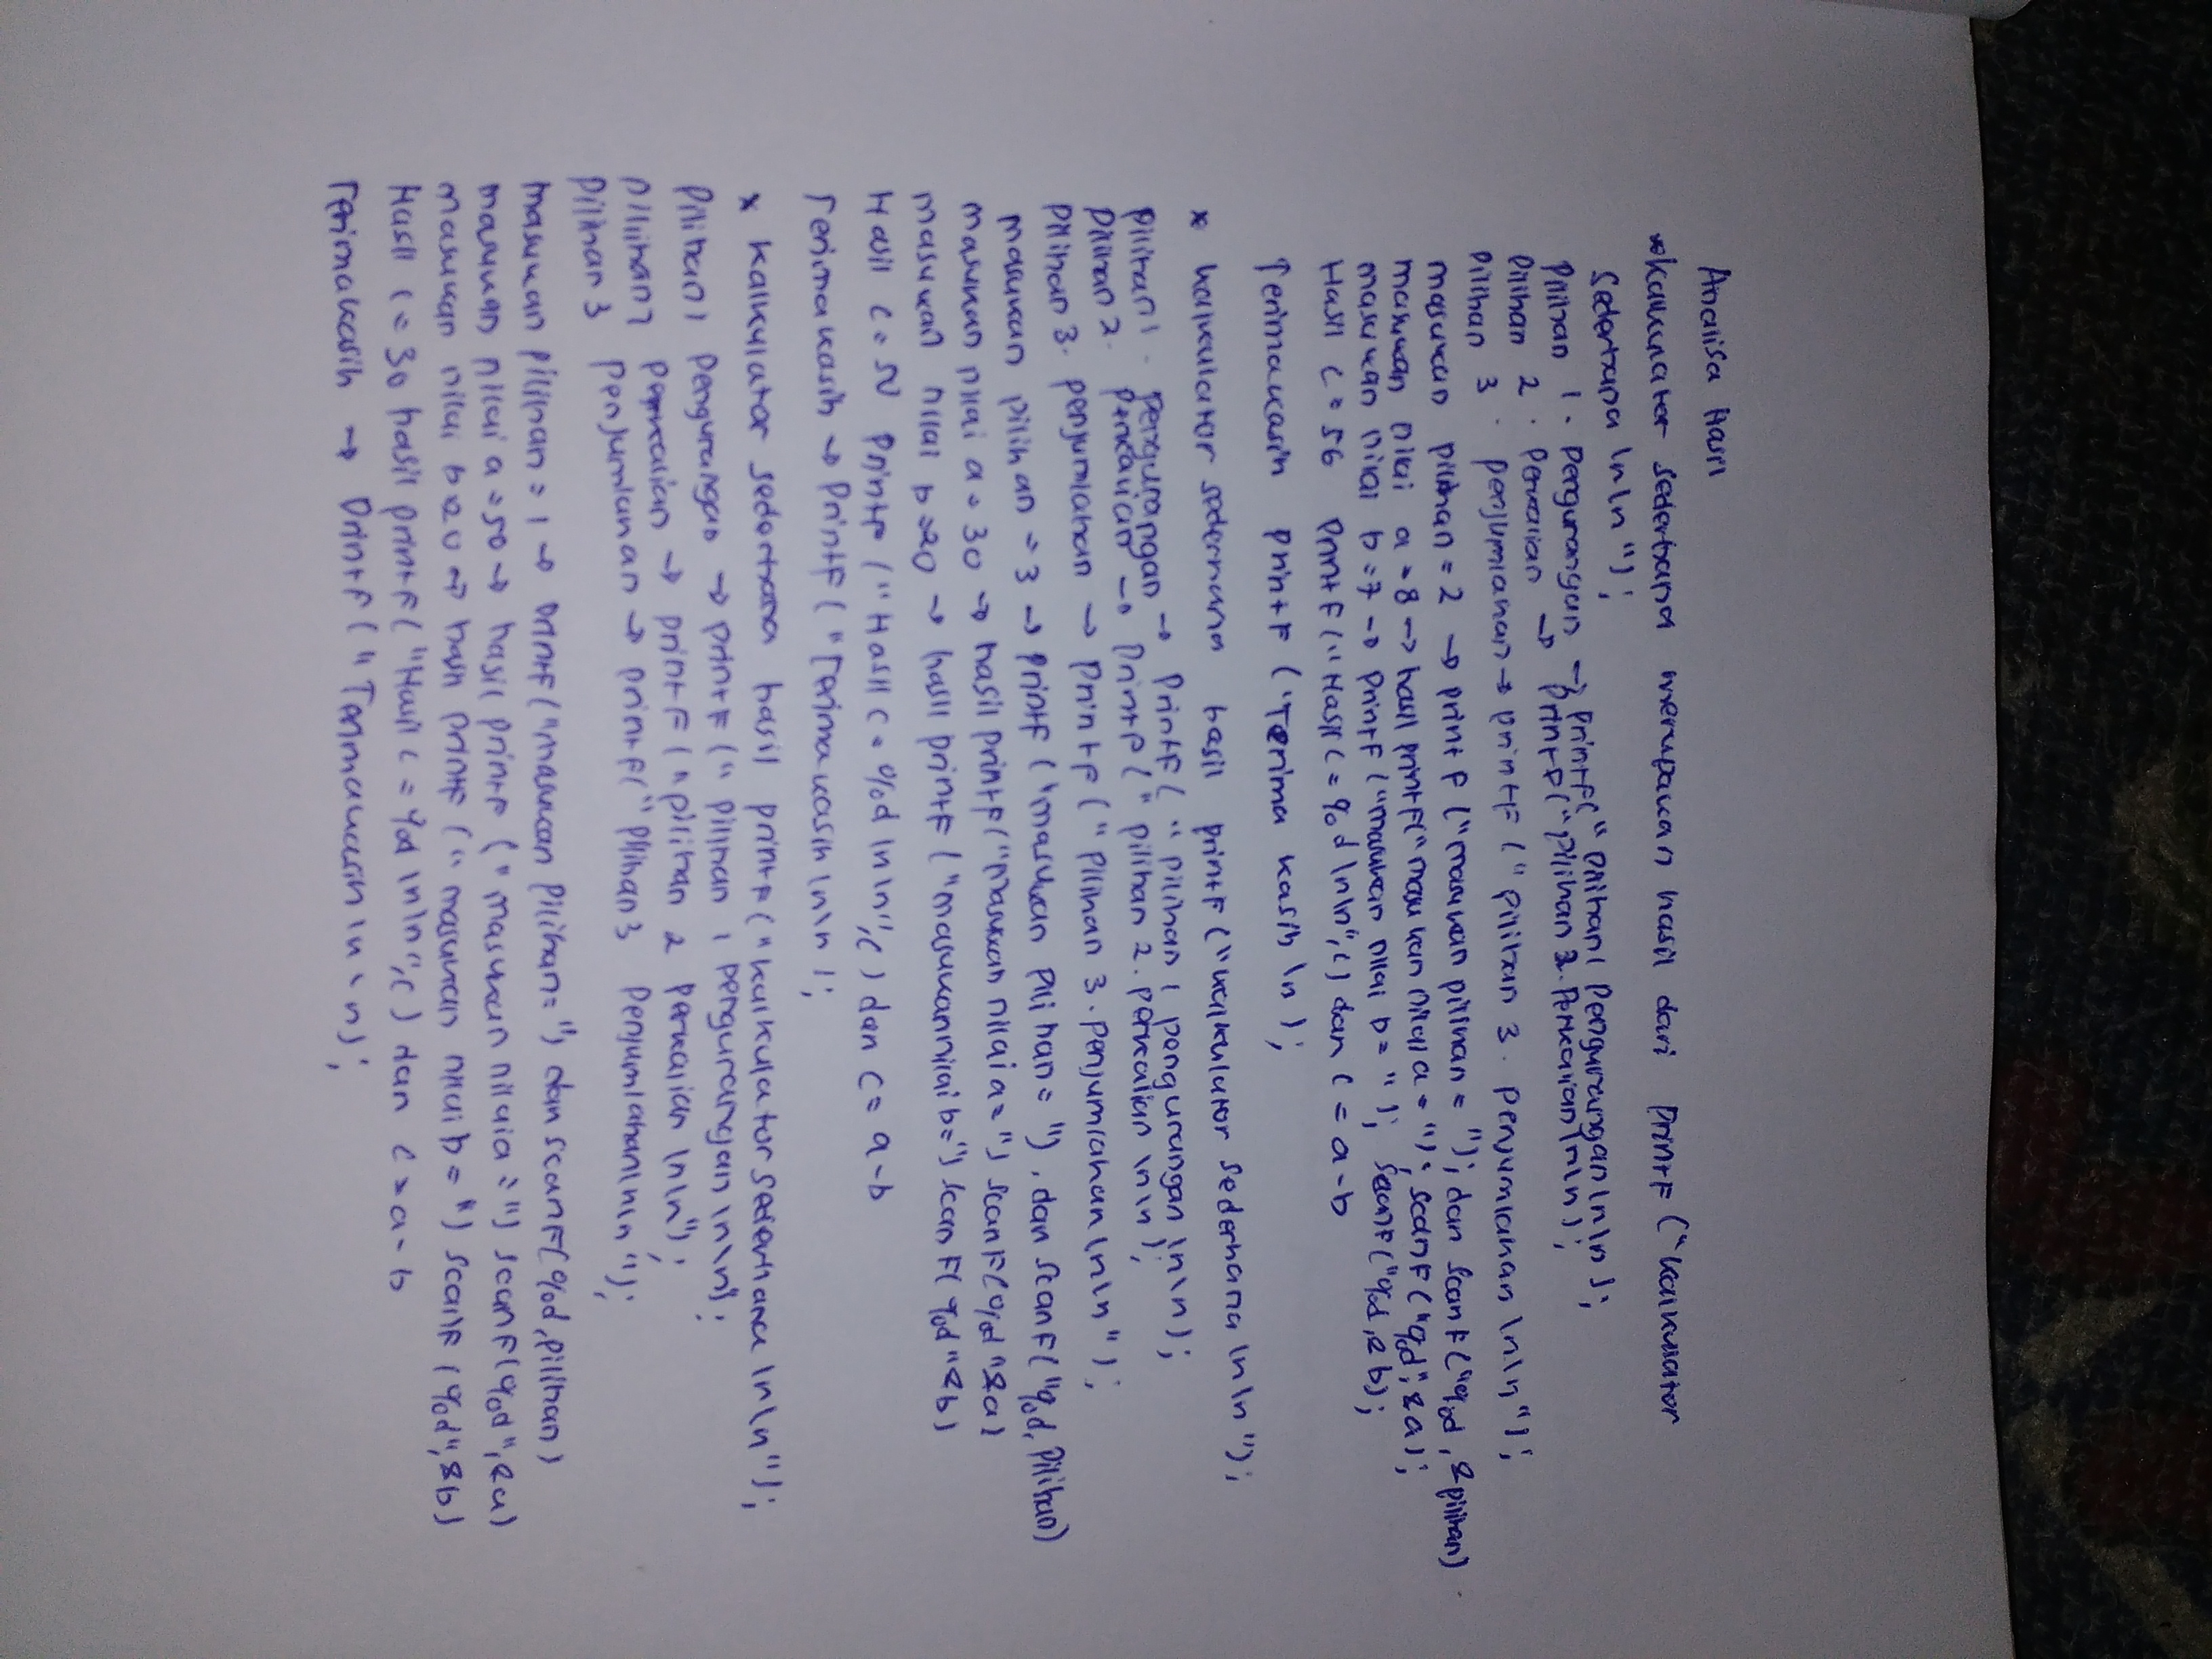 Analisa Hasil
*Kalkulator sederhana merupakan hasil dari printf ("kalkulator
sederhana \n\n");
Pilihan 1. pengurangan → printf(" pilihan 1 pengurangan \n\n );
Pilihan 2. Perkalian → printf(" pilihan 2. Perkalian \n\n);
Pilihan 3. penjumlahan → printf (" pilihan 3. penjumlahan \n\n");
masukan pilihan = 2 → printf ("masukan pilihan = "); dan scanf ("%d, &pilihan).
masukan nilai a = 8 → hasil printf("masukan nilai a = "); scanf("%d", &a);
masukan nilai b = 7 → printf ("masukan nilai b = "); scanf("%d, &b);
Hasil c = 56 printf ("Hasil c = %d \n\n",c) dan c = a-b
Terimakasih printf ("Terima kasih \n );
* kalkulator sederhana hasil printf ("kalkulator sederhana \n\n");
Pilihan 1. pengurangan → printf( " pilihan 1 pengurangan \n\n );
pilihan 2. perkalian → printf (" pilihan 2. perkalian \n\n );
pilihan 3. penjumlahan → printf (" pilihan 3. penjumlahan \n\n");
masukan pilihan = 3 → printf ("masukan pilihan = "), dan scanf("%d, pilihan)
masukan nilai a = 30 → hasil printf("Masukan nilai a = ") scanf(%d "&a)
masukan nilai b = 20 → hasil printf ("masukan nilai b = ") scanf( %d "&b)
Hasil c = 50 printf ("Hasil c = %d \n\n",c) dan c = a-b
Terimakasih → printf ( "Terimakasih \n\n );
* kalkulator sederhana hasil printf ("kalkulator sederhana \n\n");
Pilihan 1 pengurangan → printf (" pilihan 1 pengurangan \n\n);
pilihan 2 perkalian → printf ("pilihan 2 perkalian \n\n");
Pilihan 3 penjumlahan → printf(" pilihan 3 penjumlahan \n\n");
masukan pilihan = 1 → printf("masukan pilihan = ") dan scanf(%d, pilihan)
masukan nilai a = 50 → hasil printf ("masukan nilai a = ") scanf(%d", &a)
masukan nilai b = 20 → hasil printf (" masukan nilai b = ") scanf (%d", &b)
Hasil c = 30 hasil printf("Hasil c = %d \n\n",c) dan c = a-b
Terimakasih → printf ("Terimakasih \n \n);